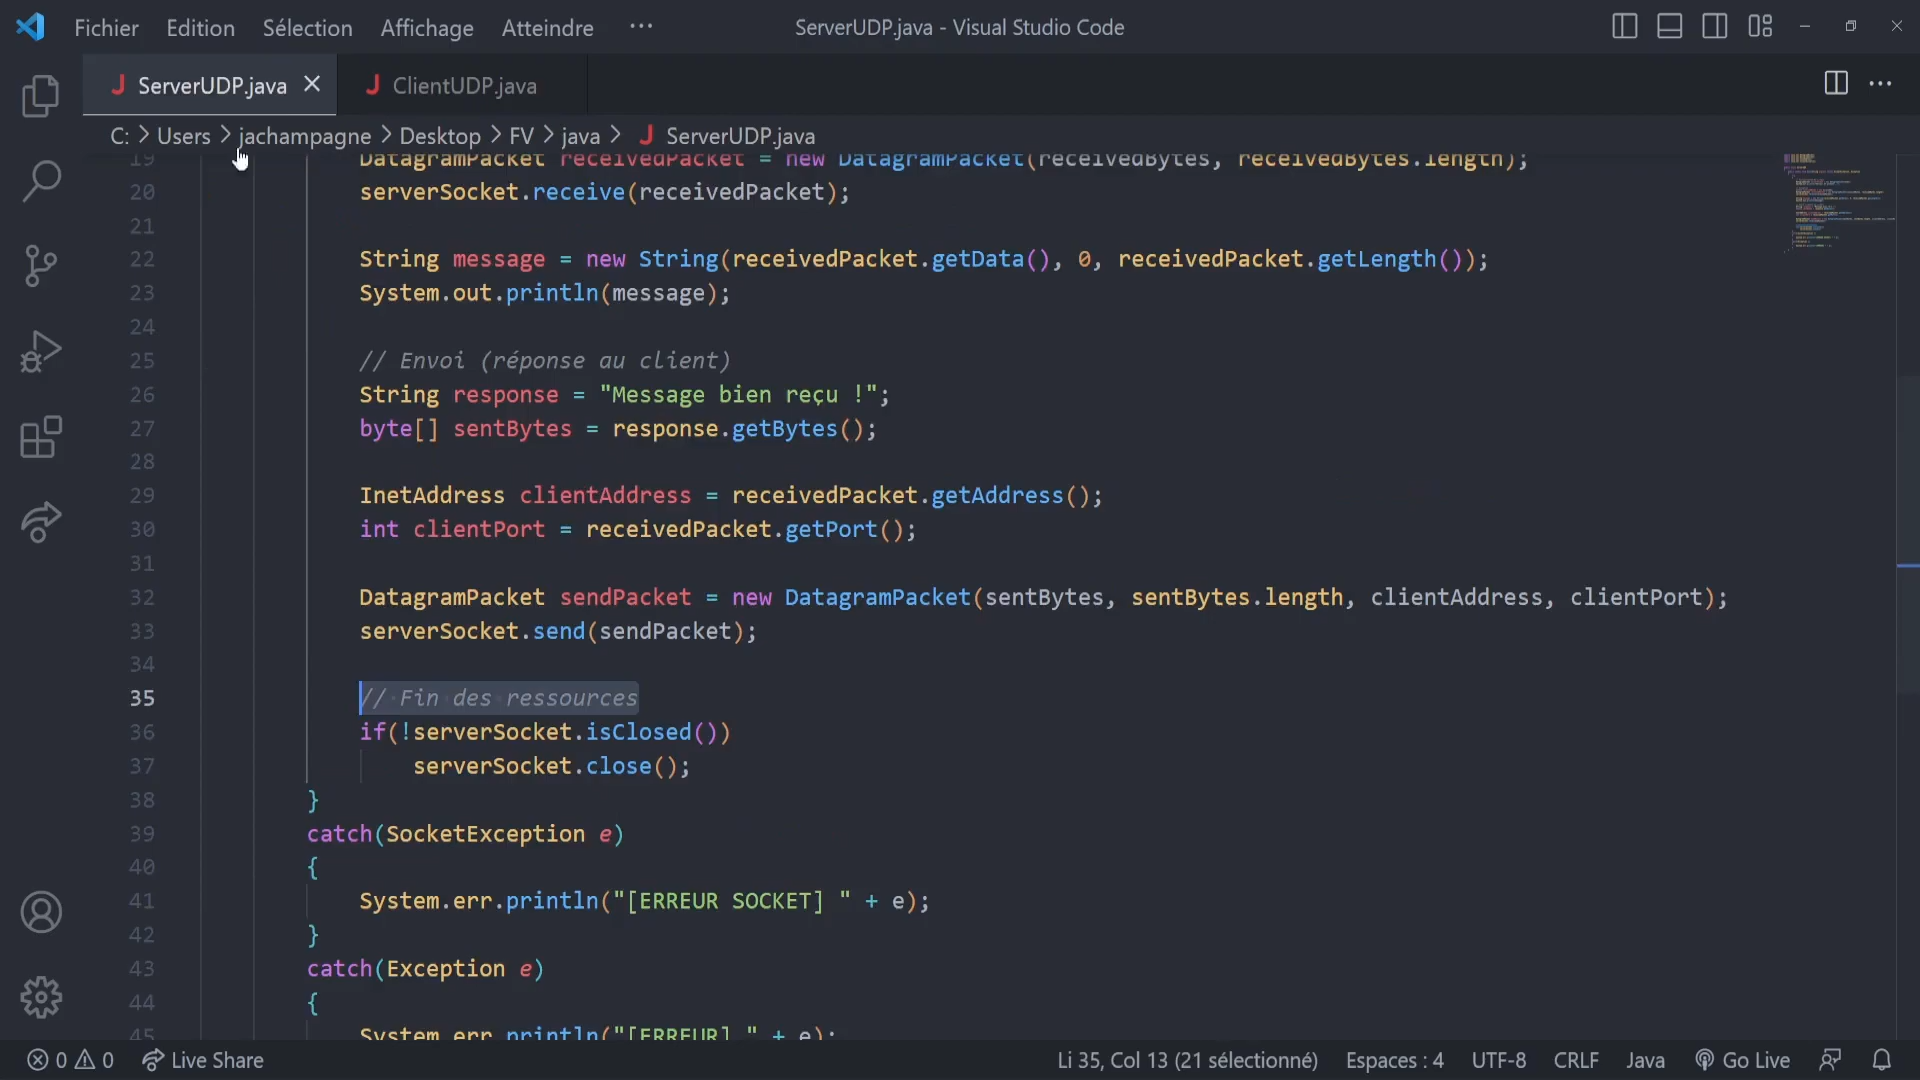 Fichier Edition Sélection Affichage Atteindre ··· ServerUDP.java - Visual Studio Code
J ServerUDP.java J ClientUDP.java
C: > Users > jachampagne > Desktop > FV > java > J ServerUDP.java
19 DatagramPacket receivedPacket = new DatagramPacket(receivedBytes, receivedBytes.length);
20 serverSocket.receive(receivedPacket);
21
22 String message = new String(receivedPacket.getData(), 0, receivedPacket.getLength());
23 System.out.println(message);
24
25 // Envoi (réponse au client)
26 String response = "Message bien reçu !";
27 byte[] sentBytes = response.getBytes();
28
29 InetAddress clientAddress = receivedPacket.getAddress();
30 int clientPort = receivedPacket.getPort();
31
32 DatagramPacket sendPacket = new DatagramPacket(sentBytes, sentBytes.length, clientAddress, clientPort);
33 serverSocket.send(sendPacket);
34
35 // Fin des ressources
36 if(!serverSocket.isClosed())
37 serverSocket.close();
38 }
39 catch(SocketException e)
40 {
41 System.err.println("[ERREUR SOCKET] " + e);
42 }
43 catch(Exception e)
44 {
45 System.err.println("[ERREUR] " + e);
0 0 Live Share Li 35, Col 13 (21 sélectionné) Espaces : 4 UTF-8 CRLF Java Go Live